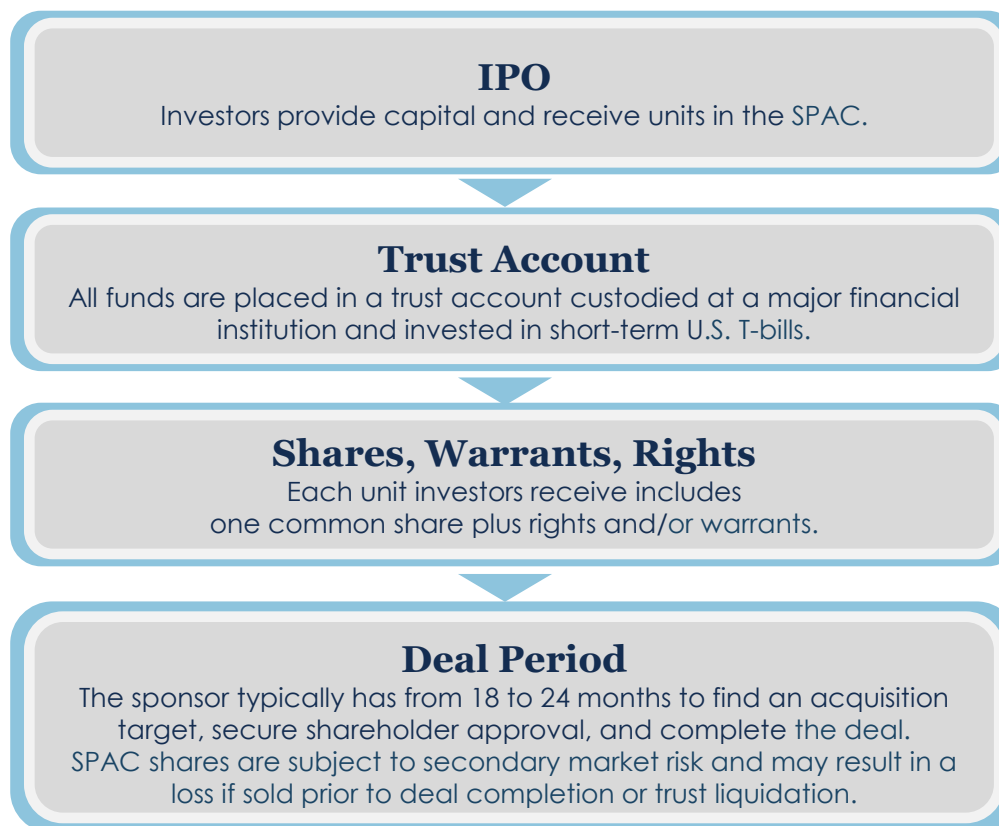 IPO
Investors provide capital and receive units in the SPAC.
Trust Account
All funds are placed in a trust account custodied at a major financial
institution and invested in short-term U.S. T-bills.
Shares, Warrants, Rights
Each unit investors receive includes
one common share plus rights and/or warrants.
Deal Period
The sponsor typically has from 18 to 24 months to find an acquisition
target, secure shareholder approval, and complete the deal.
SPAC shares are subject to secondary market risk and may result in a
loss if sold prior to deal completion or trust liquidation.